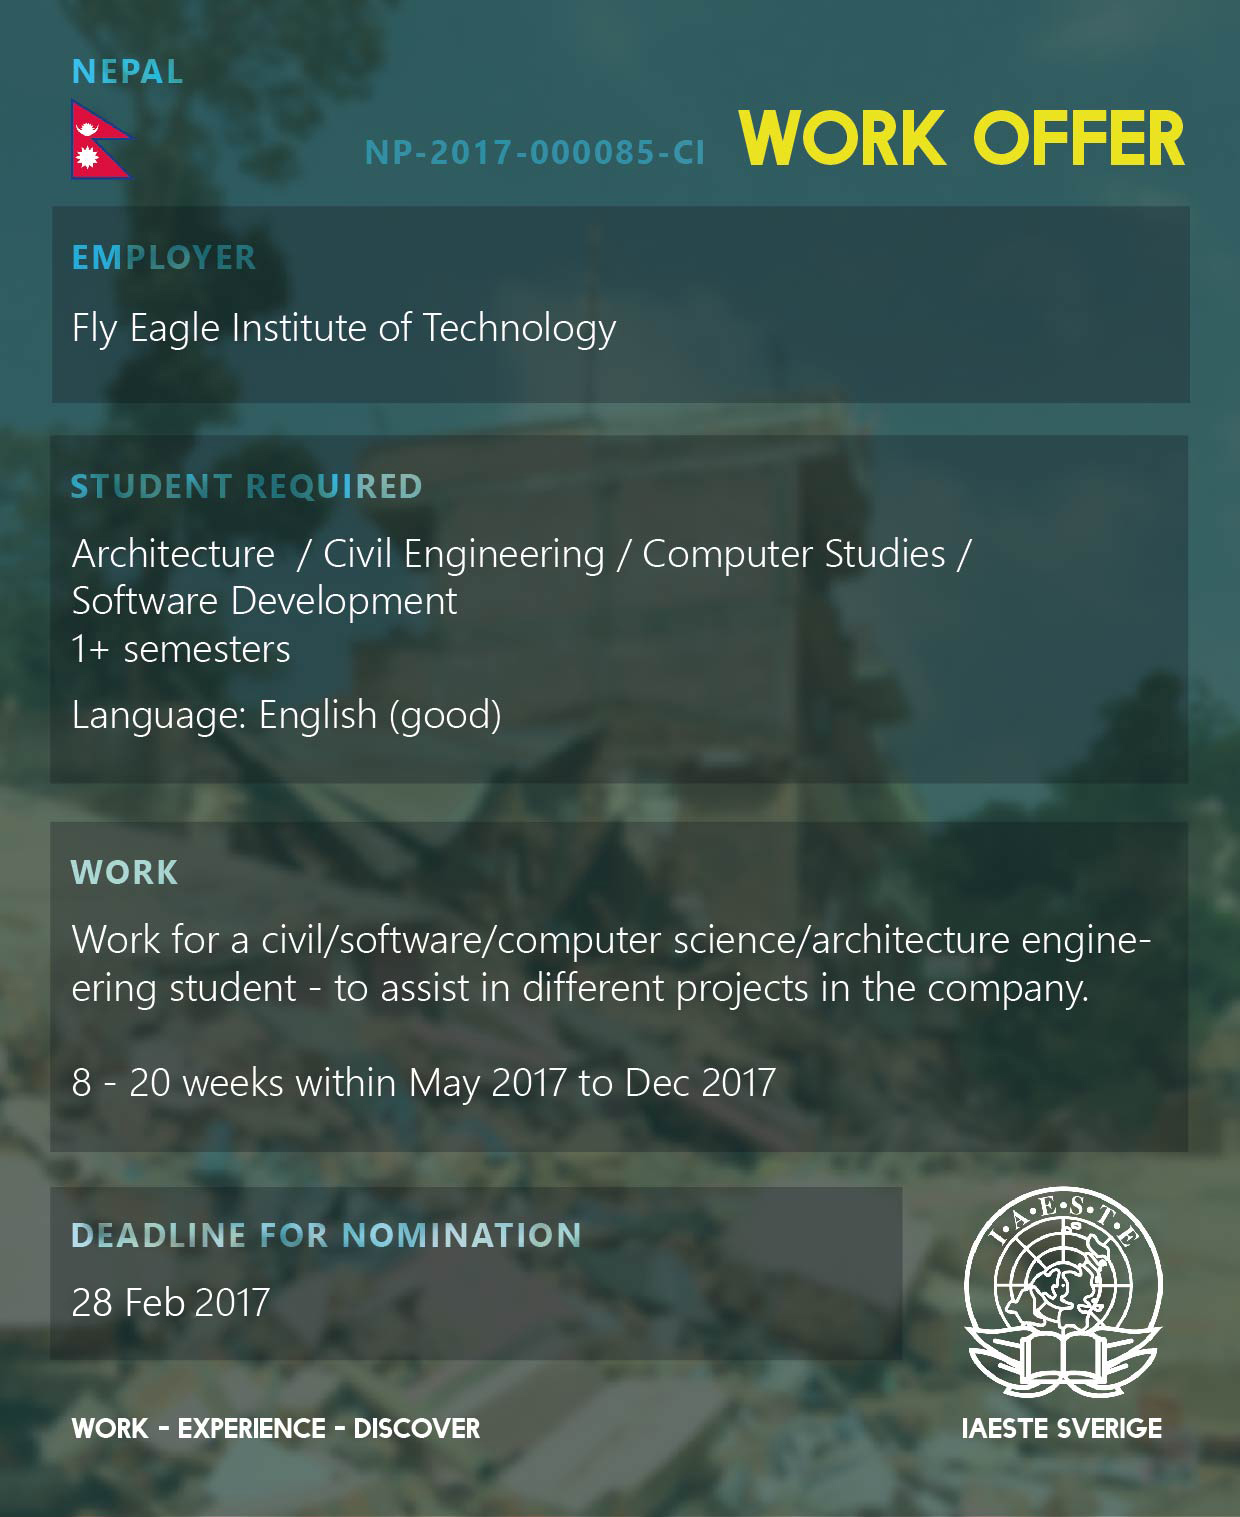 NEPAL
NP-2017-000085-CI
WORK OFFER
EMPLOYER
Fly Eagle Institute of Technology
STUDENT REQUIRED
Architecture  / Civil Engineering / Computer Studies /
Software Development
1+ semesters
Language: English (good)
WORK
Work for a civil/software/computer science/architecture engine-
ering student - to assist in different projects in the company.
8 - 20 weeks within May 2017 to Dec 2017
DEADLINE FOR NOMINATION
28 Feb 2017
I·A·E·S·T·E
WORK - EXPERIENCE - DISCOVER
IAESTE SVERIGE